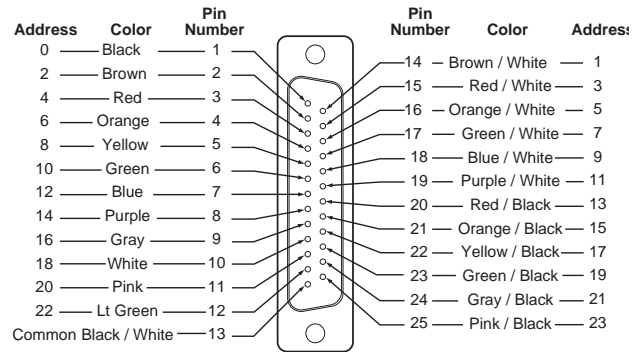 Address Color Pin Number
0 Black 1
2 Brown 2
4 Red 3
6 Orange 4
8 Yellow 5
10 Green 6
12 Blue 7
14 Purple 8
16 Gray 9
18 White 10
20 Pink 11
22 Lt Green 12
Common Black / White 13
Pin Number Color Address
14 Brown / White 1
15 Red / White 3
16 Orange / White 5
17 Green / White 7
18 Blue / White 9
19 Purple / White 11
20 Red / Black 13
21 Orange / Black 15
22 Yellow / Black 17
23 Green / Black 19
24 Gray / Black 21
25 Pink / Black 23